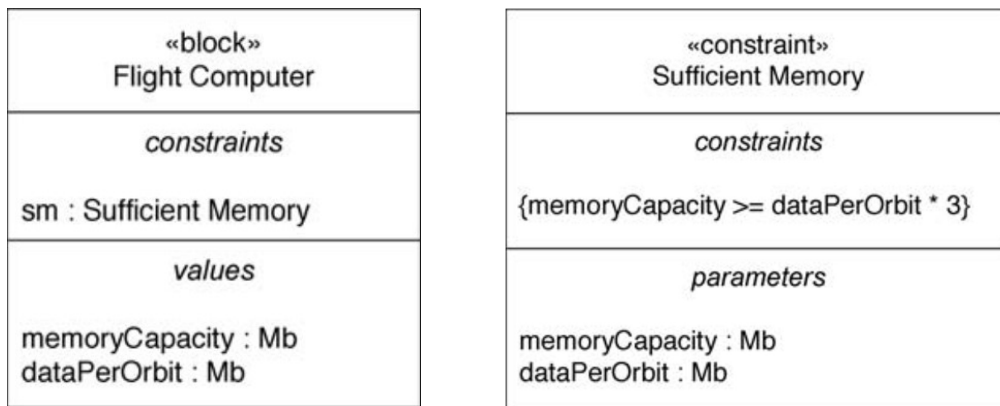 «block»
Flight Computer
constraints
sm : Sufficient Memory
values
memoryCapacity : Mb
dataPerOrbit : Mb
«constraint»
Sufficient Memory
constraints
{memoryCapacity >= dataPerOrbit * 3}
parameters
memoryCapacity : Mb
dataPerOrbit : Mb